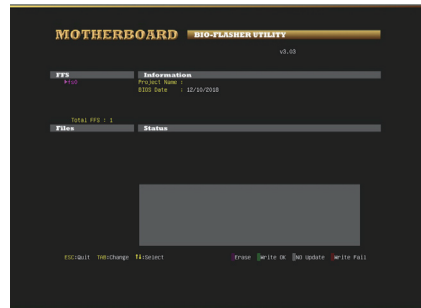 MOTHERBOARD BIO-FLASHER UTILITY
v3.03
FFS Information
fs0 Project Name :
BIOS Date : 12/10/2018
Total FFS : 1
Files Status
ESC:Quit TAB:Change ↑↓:Select Erase Write OK NO Update Write Fail